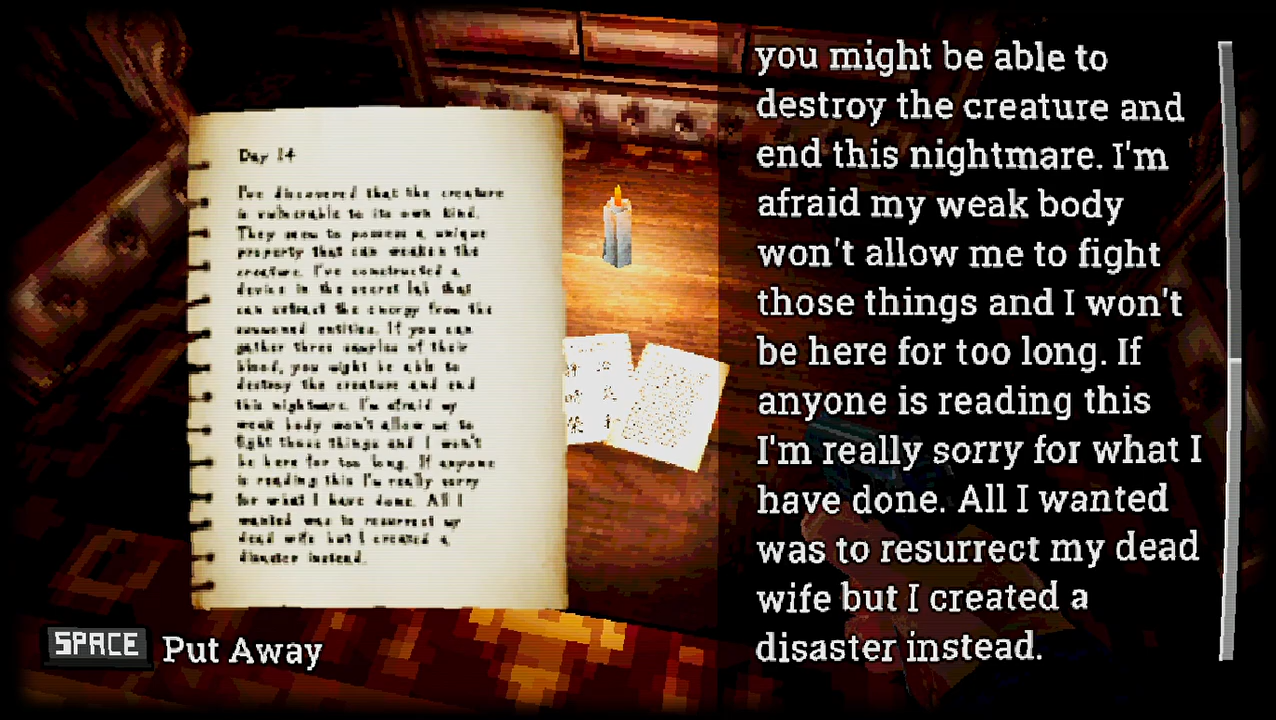 Day 14
I've discovered that the creature
is vulnerable to its own kind.
They seem to possess a unique
property that can weaken the
creature. I've constructed a
device in the secret lab that
can extract the energy from the
summoned entities. If you can
gather three samples of their
blood, you might be able to
destroy the creature and end
this nightmare. I'm afraid my
weak body won't allow me to
fight those things and I won't
be here for too long. If anyone
is reading this I'm really sorry
for what I have done. All I
wanted was to resurrect my
dead wife but I created a
disaster instead.
you might be able to
destroy the creature and
end this nightmare. I'm
afraid my weak body
won't allow me to fight
those things and I won't
be here for too long. If
anyone is reading this
I'm really sorry for what I
have done. All I wanted
was to resurrect my dead
wife but I created a
disaster instead.
SPACE Put Away